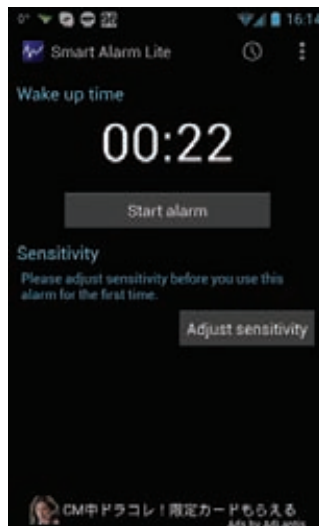 0°
16:14
Smart Alarm Lite
Wake up time
00:22
Start alarm
Sensitivity
Please adjust sensitivity before you use this
alarm for the first time.
Adjust sensitivity
CM中ドラコレ!限定カードもらえる